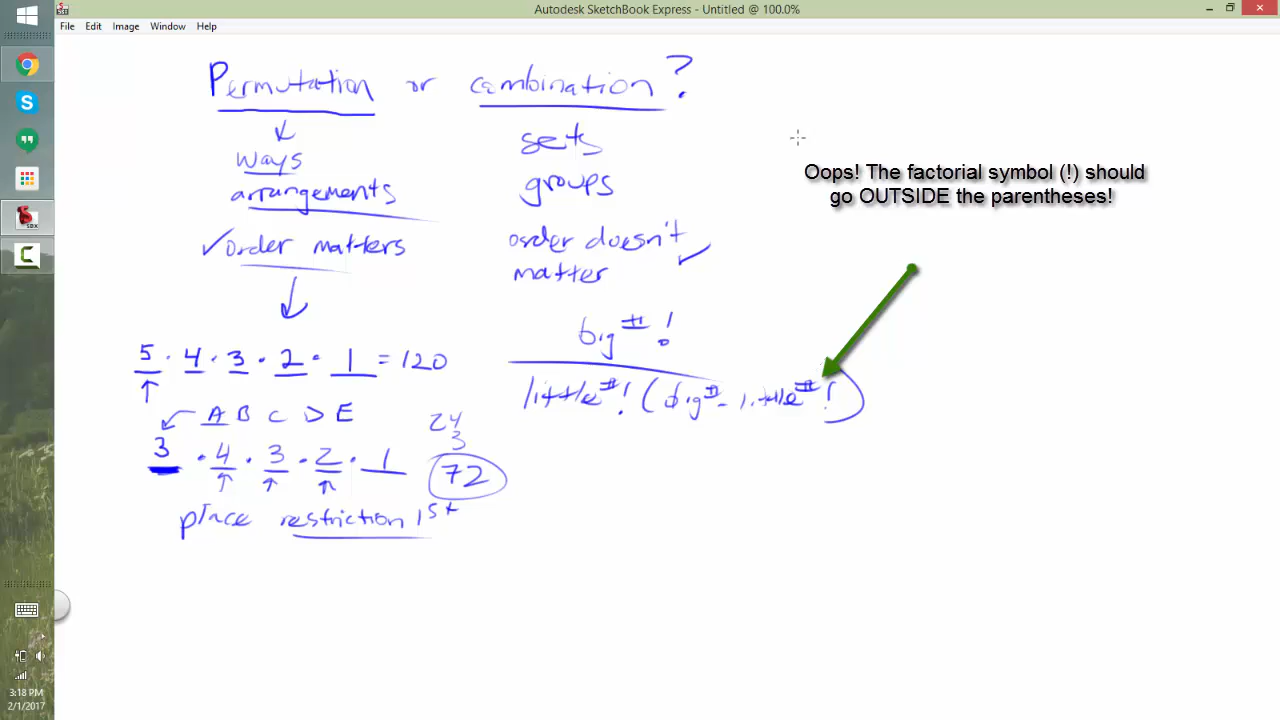 Autodesk SketchBook Express - Untitled @ 100.0%
File Edit Image Window Help
Permutation or combination?
ways
arrangements
✓order matters
sets
groups
order doesn't
matter ✓
big#!
little#! (big# - little#!)
Oops! The factorial symbol (!) should
go OUTSIDE the parentheses!
5 · 4 · 3 · 2 · 1 = 120
A B C D E
3 · 4 · 3 · 2 · 1
24
3
72
place restriction 1st
SBX
3:18 PM
2/1/2017